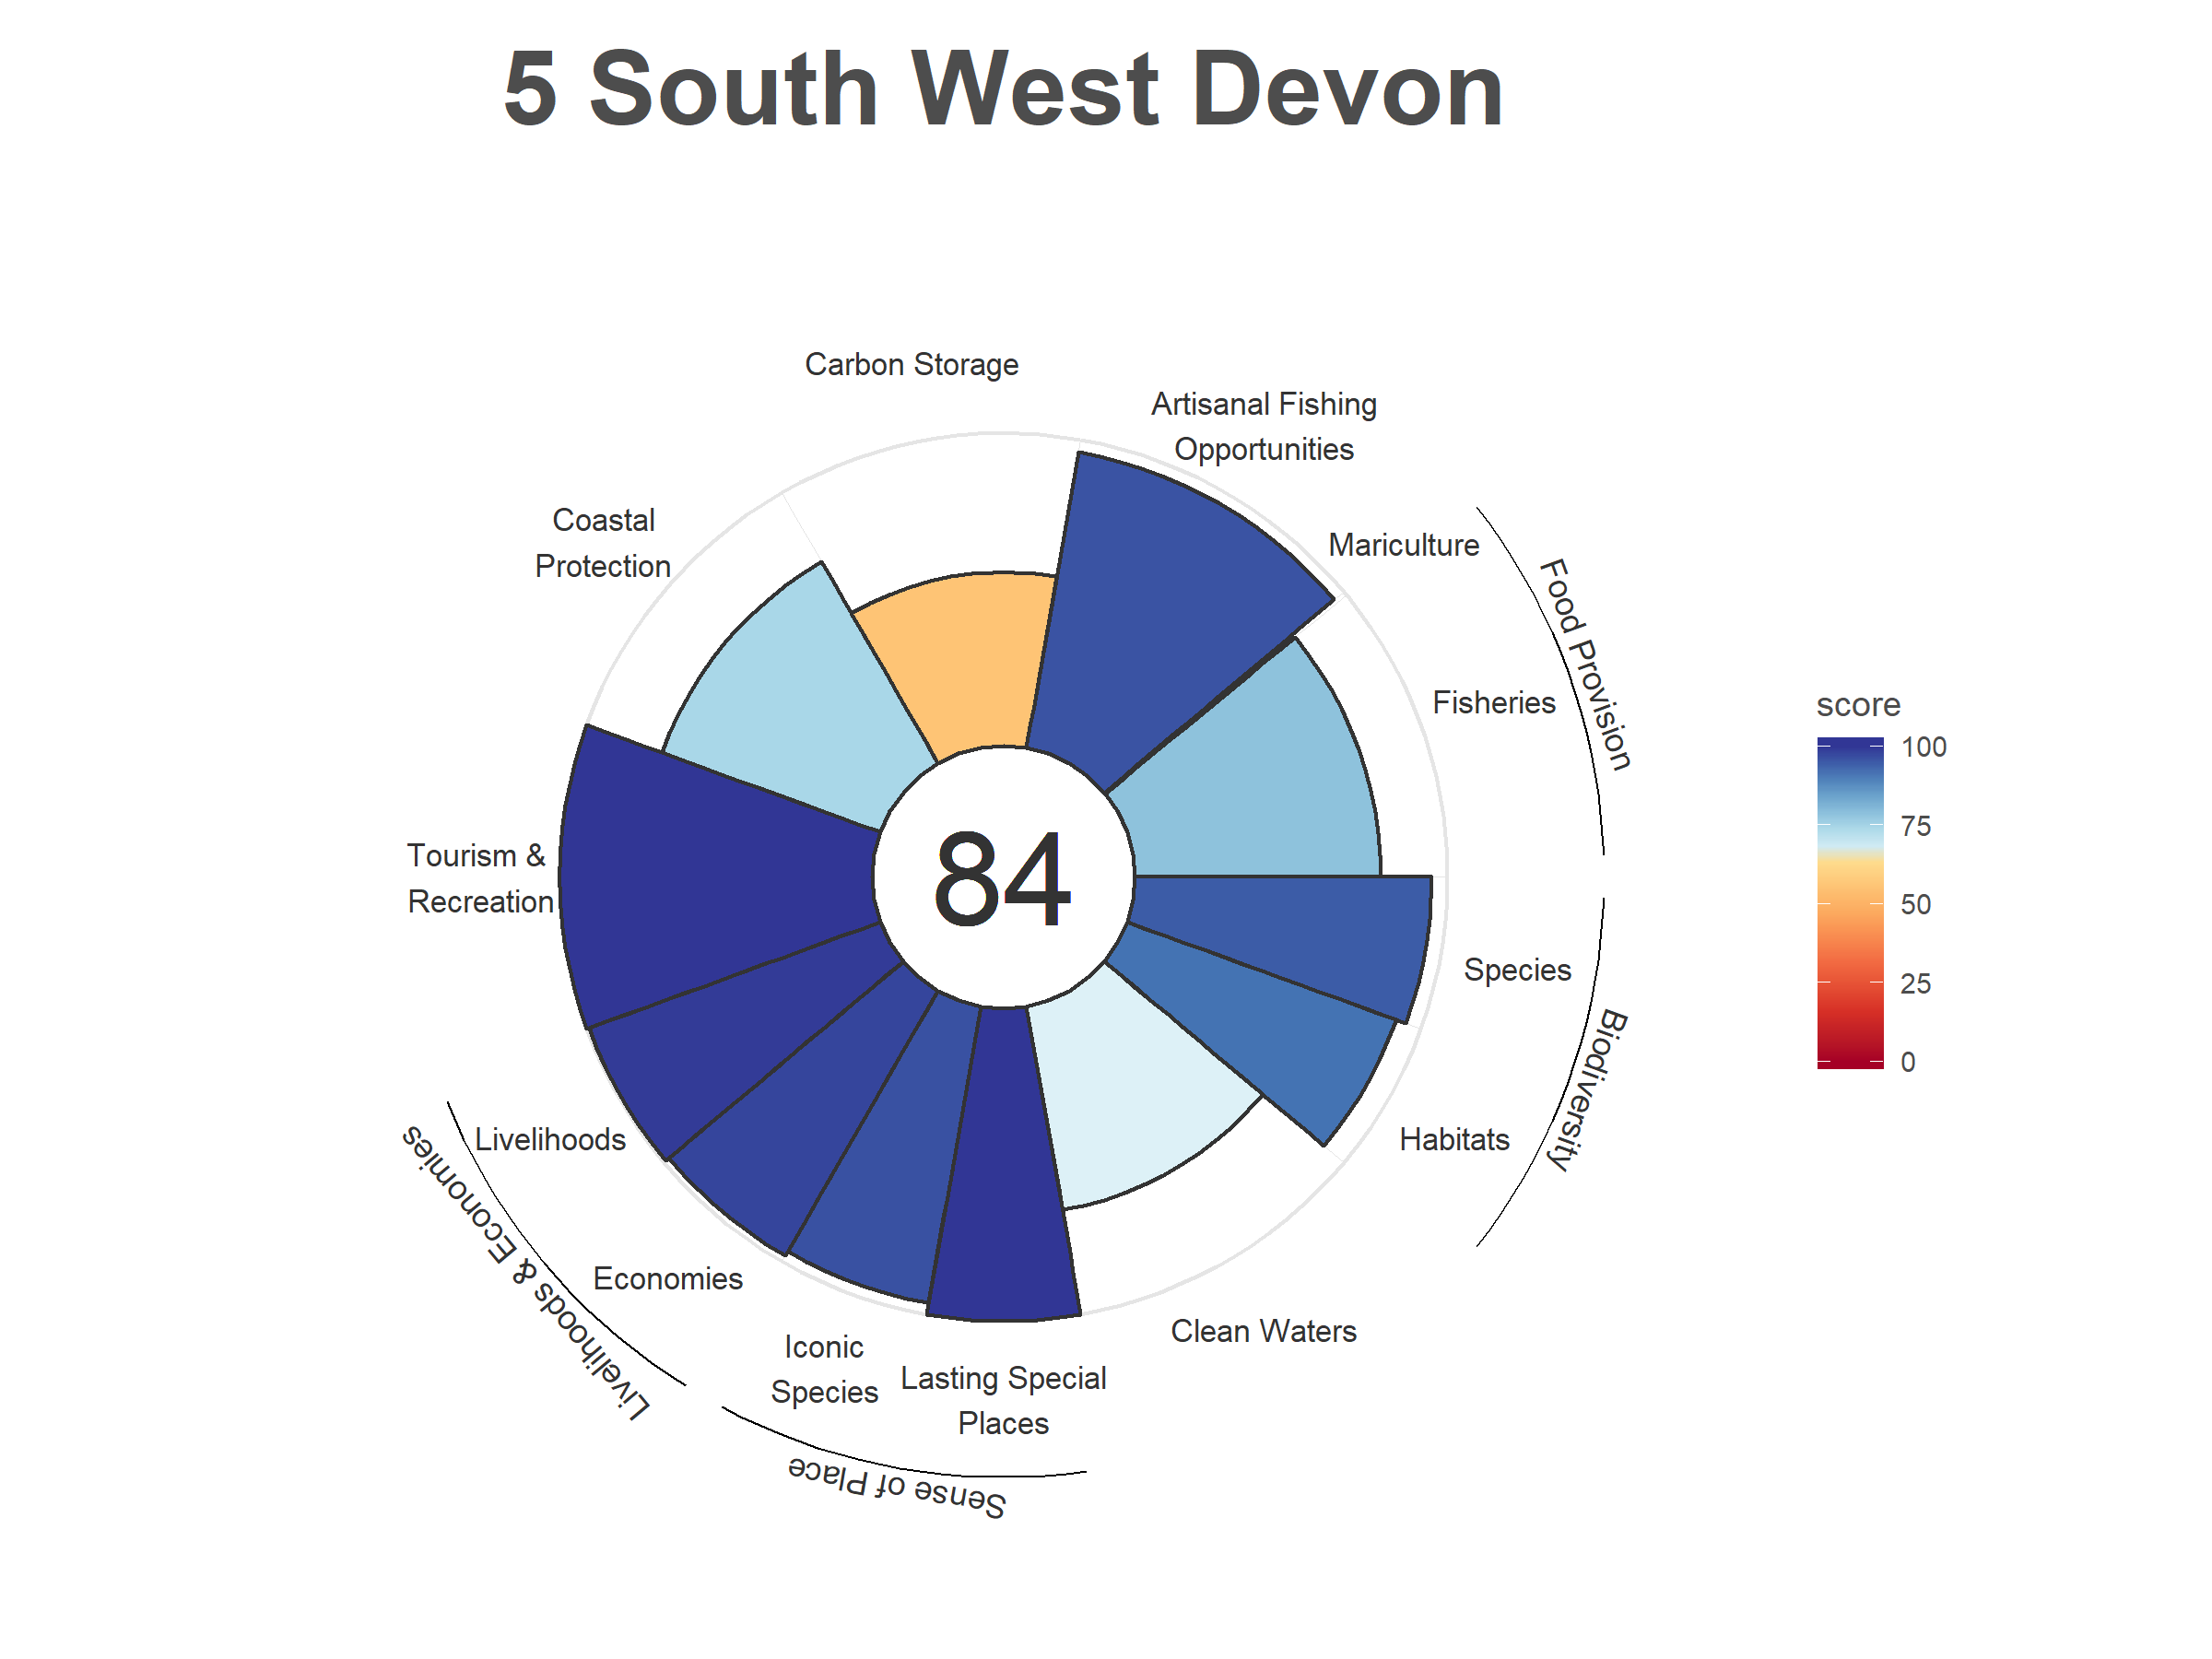 5 South West Devon
Carbon Storage
Artisanal Fishing
Opportunities
Mariculture
Fisheries
Food Provision
Species
Habitats
Biodiversity
Clean Waters
Lasting Special
Places
Iconic
Species
Sense of Place
Economies
Livelihoods
Livelihoods & Economies
Tourism &
Recreation
Coastal
Protection
84
score
100
75
50
25
0